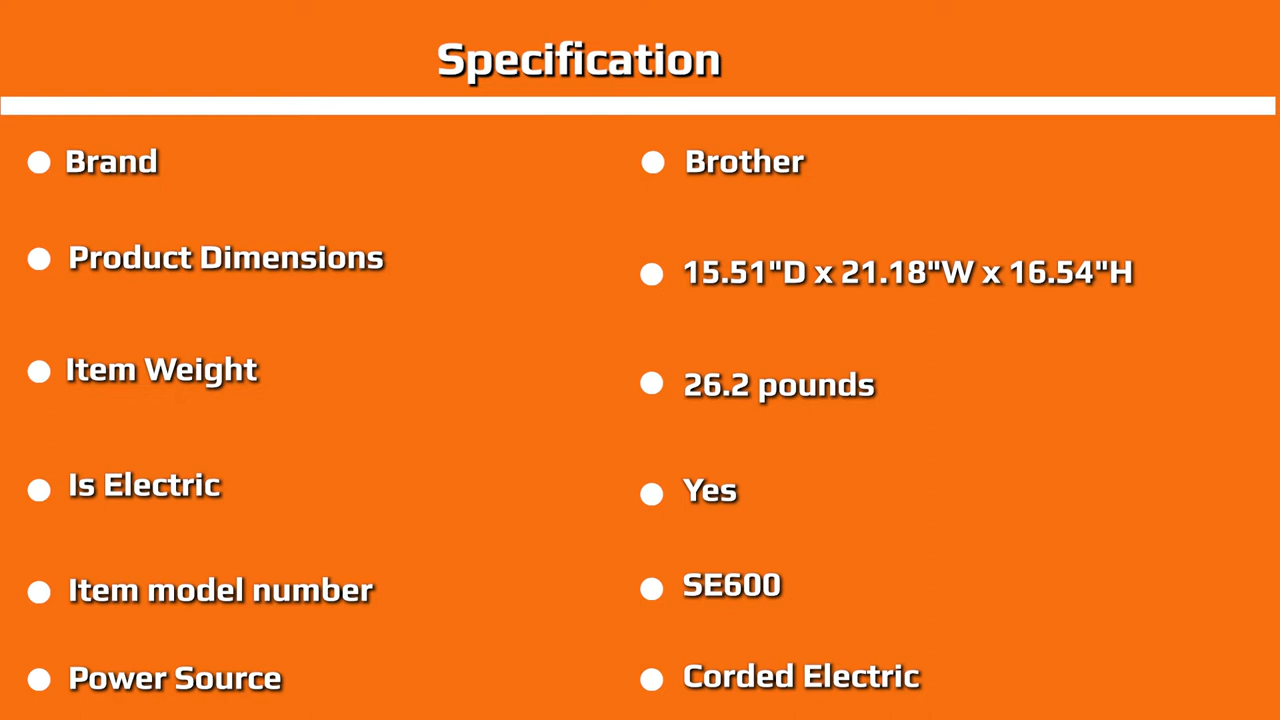 Specification
Brand
Brother
Product Dimensions
15.51"D x 21.18"W x 16.54"H
Item Weight
26.2 pounds
Is Electric
Yes
Item model number
SE600
Power Source
Corded Electric